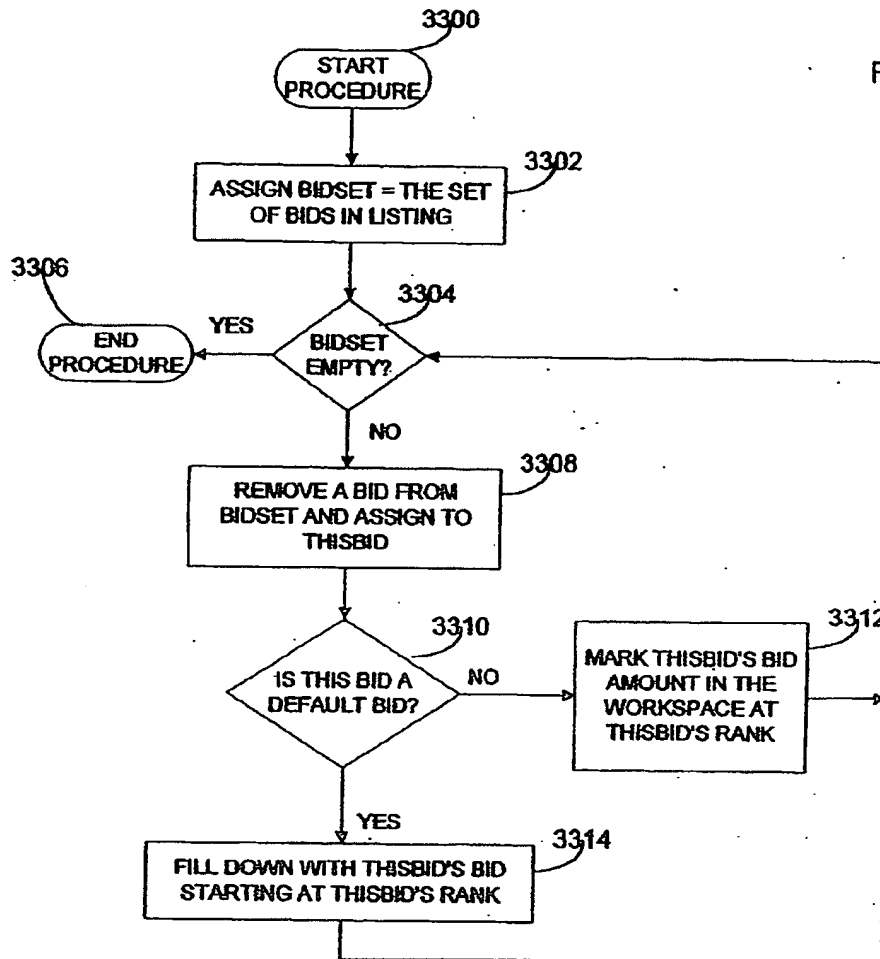 3300
START
PROCEDURE
F
3302
ASSIGN BIDSET = THE SET
OF BIDS IN LISTING
3306
3304
YES
END
PROCEDURE
BIDSET
EMPTY?
NO
3308
REMOVE A BID FROM
BIDSET AND ASSIGN TO
THISBID
3310
3312
IS THIS BID A
DEFAULT BID?
NO
MARK THISBID'S BID
AMOUNT IN THE
WORKSPACE AT
THISBID'S RANK
YES
3314
FILL DOWN WITH THISBID'S BID
STARTING AT THISBID'S RANK